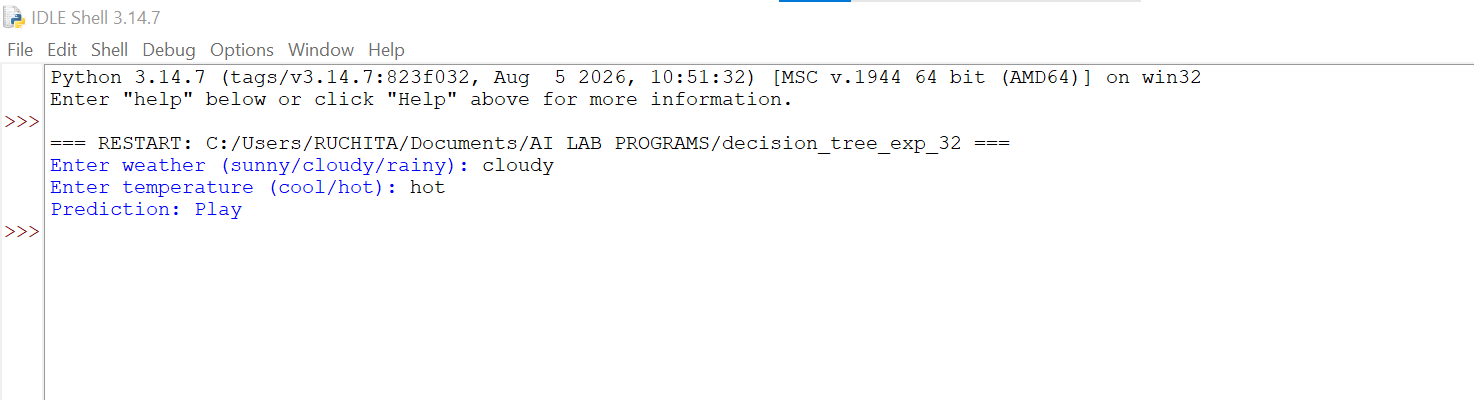 IDLE Shell 3.14.7
File Edit Shell Debug Options Window Help
Python 3.14.7 (tags/v3.14.7:823f032, Aug  5 2026, 10:51:32) [MSC v.1944 64 bit (AMD64)] on win32
Enter "help" below or click "Help" above for more information.
>>>
=== RESTART: C:/Users/RUCHITA/Documents/AI LAB PROGRAMS/decision_tree_exp_32 ===
Enter weather (sunny/cloudy/rainy): cloudy
Enter temperature (cool/hot): hot
Prediction: Play
>>>